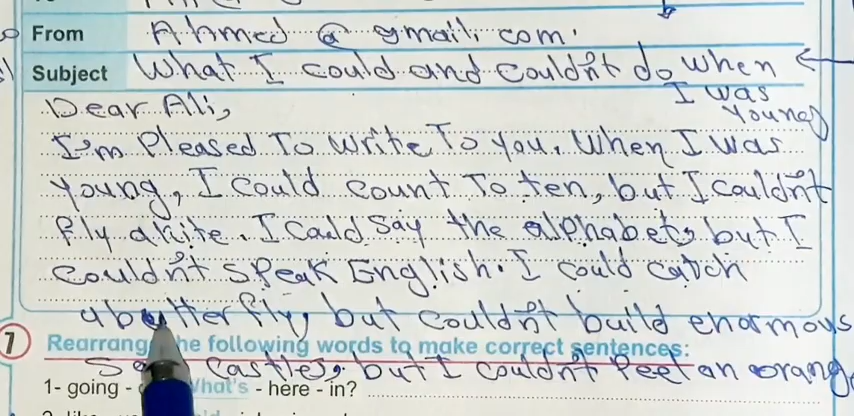 From Ahmed @ gmail. com.
Subject What I could and couldn't do when
I was
young
Dear Ali,
I'm Pleased To write To you. When I was
young, I could count To ten, but I couldn't
fly a kite. I could say the alphabet, but I
couldn't speak English. I could catch
a butterfly, but couldn't build enormous
7 Rearrange the following words to make correct sentences:
castles, but I couldn't Peel an orang
1- going - What's - here - in?